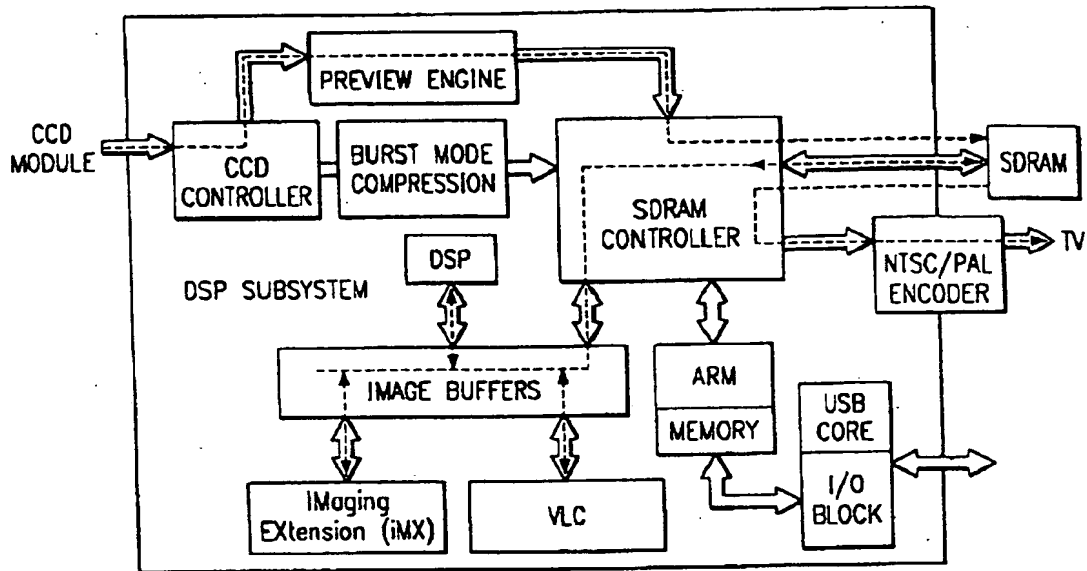 PREVIEW ENGINE
CCD
MODULE
CCD
CONTROLLER
BURST MODE
COMPRESSION
SDRAM
CONTROLLER
SDRAM
TV
NTSC/PAL
ENCODER
DSP
DSP SUBSYSTEM
IMAGE BUFFERS
ARM
MEMORY
USB
CORE
I/O
BLOCK
IMaging
EXtension (iMX)
VLC